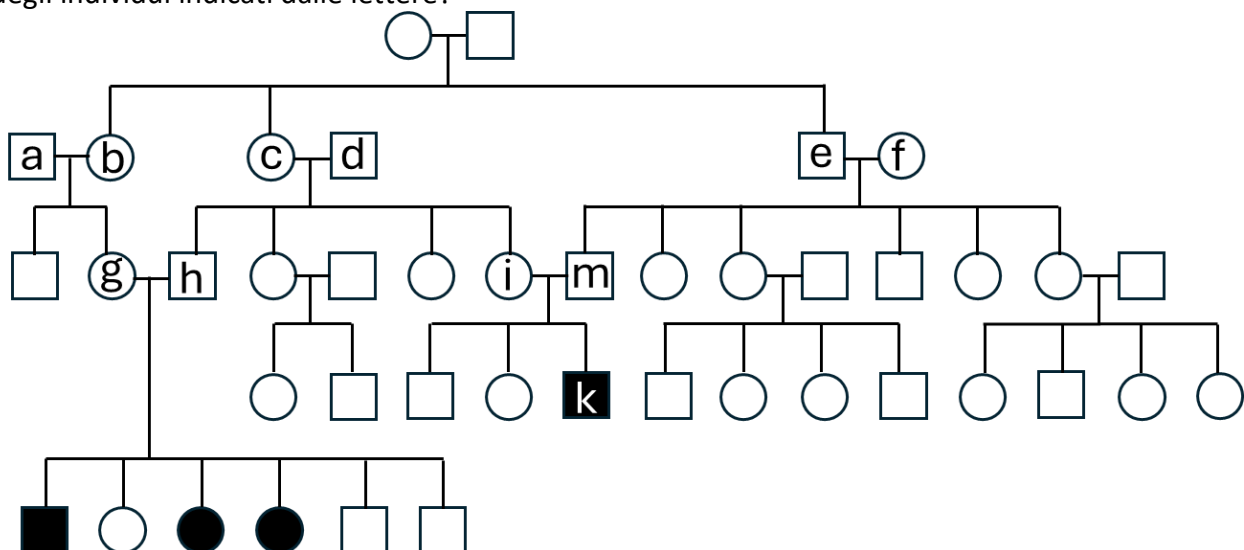 degli individui indicati dalle lettere?
a b c d e f
g h i m
k